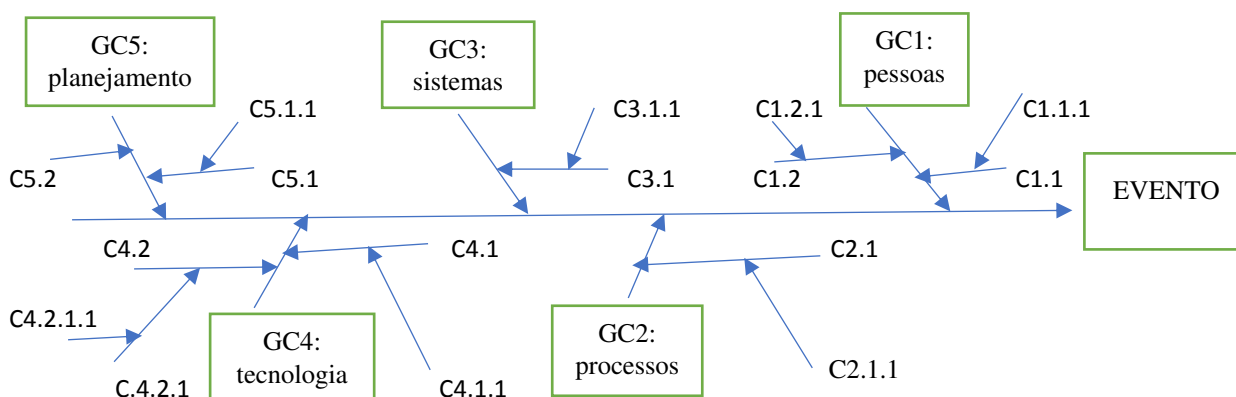 GC5:
planejamento
GC3:
sistemas
GC1:
pessoas
C5.1.1
C3.1.1
C1.2.1
C1.1.1
C5.2
C5.1
C3.1
C1.2
C1.1
EVENTO
C4.2
C4.1
C2.1
C4.2.1.1
GC4:
tecnologia
GC2:
processos
C.4.2.1
C4.1.1
C2.1.1